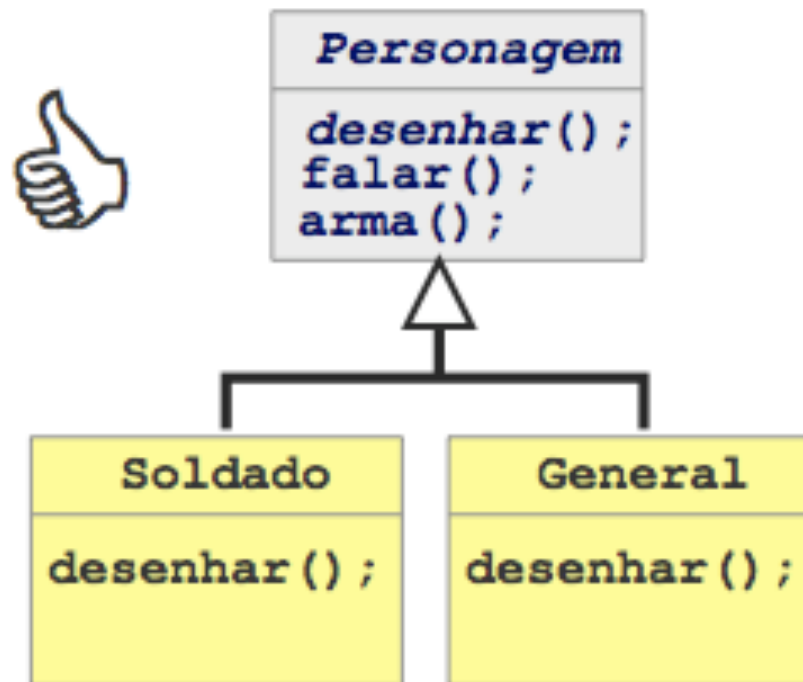 Personagem
desenhar();
falar();
arma();
Soldado
desenhar();
General
desenhar();